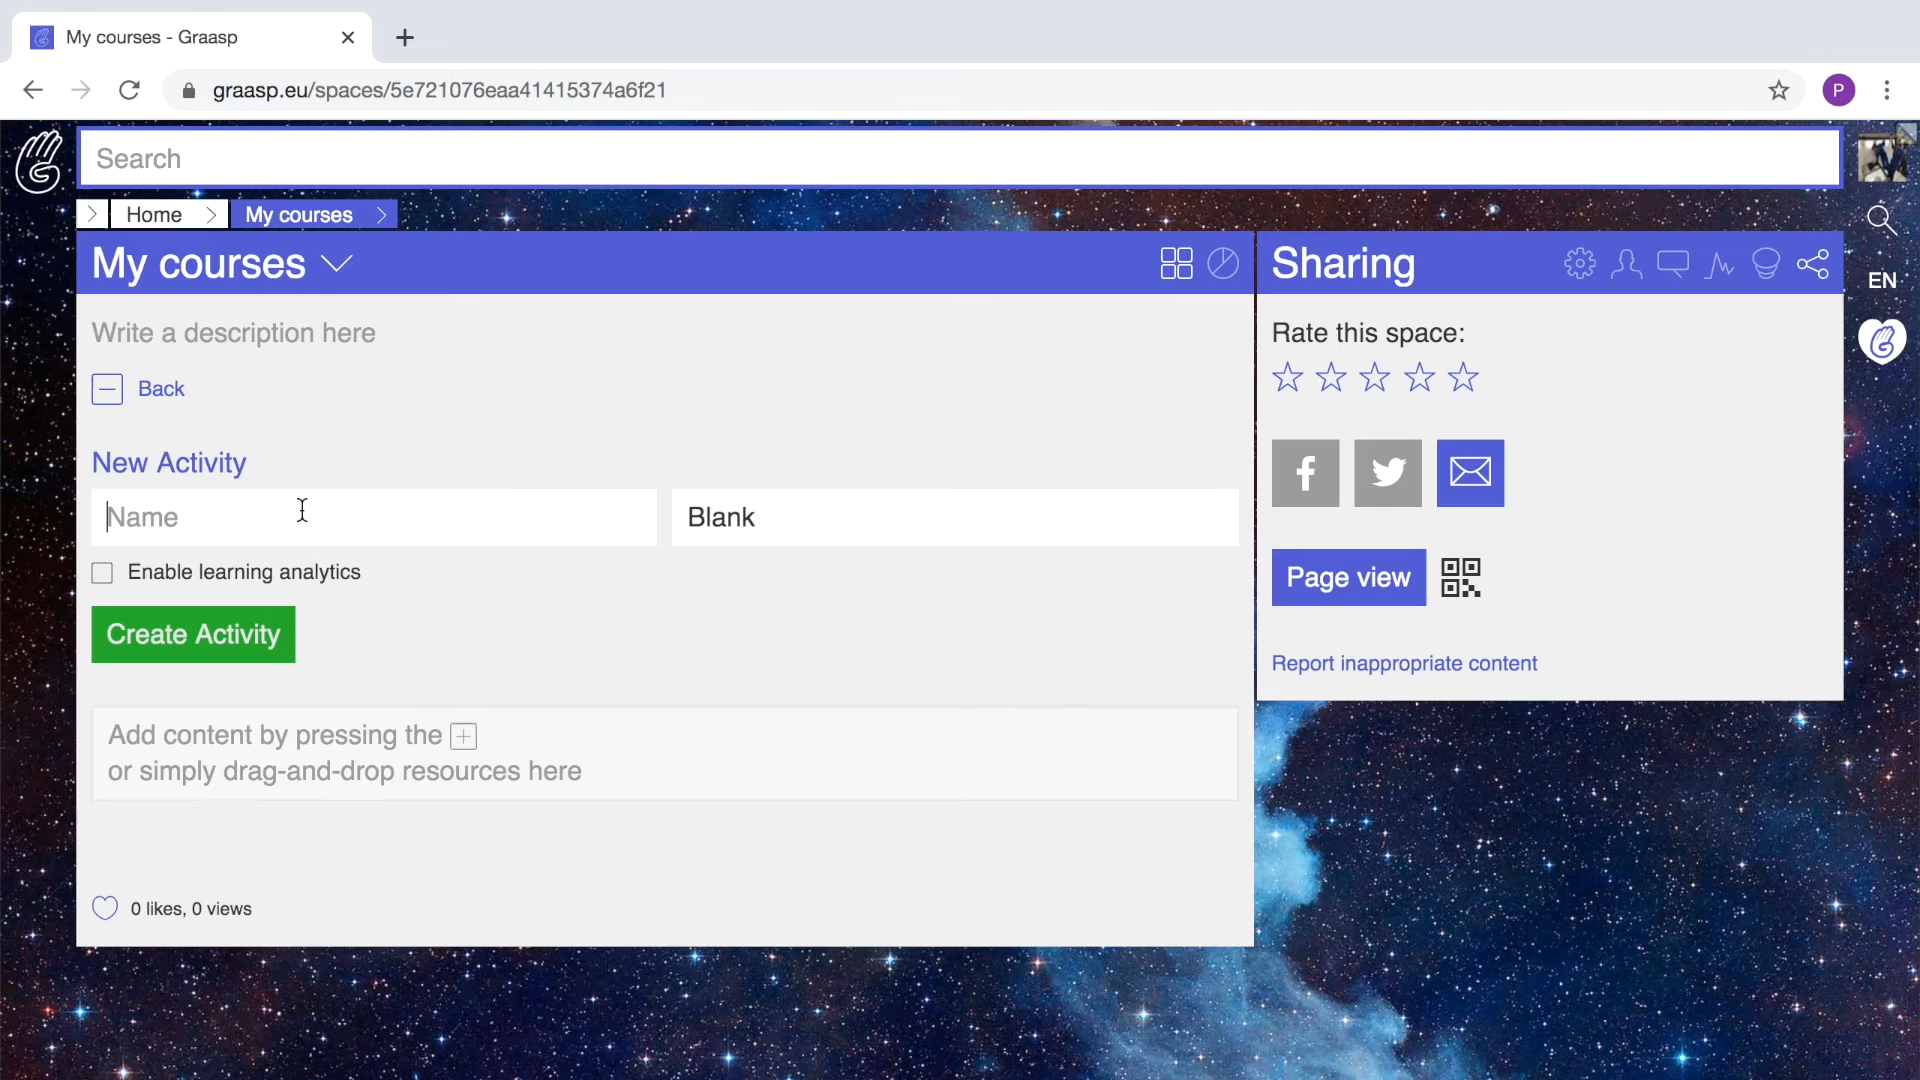 My courses - Graasp
graasp.eu/spaces/5e721076eaa41415374a6f21
P
Search
Home
My courses
EN
My courses
Sharing
Write a description here
Rate this space:
Back
New Activity
Name
Blank
Enable learning analytics
Page view
Create Activity
Report inappropriate content
Add content by pressing the
or simply drag-and-drop resources here
0 likes, 0 views